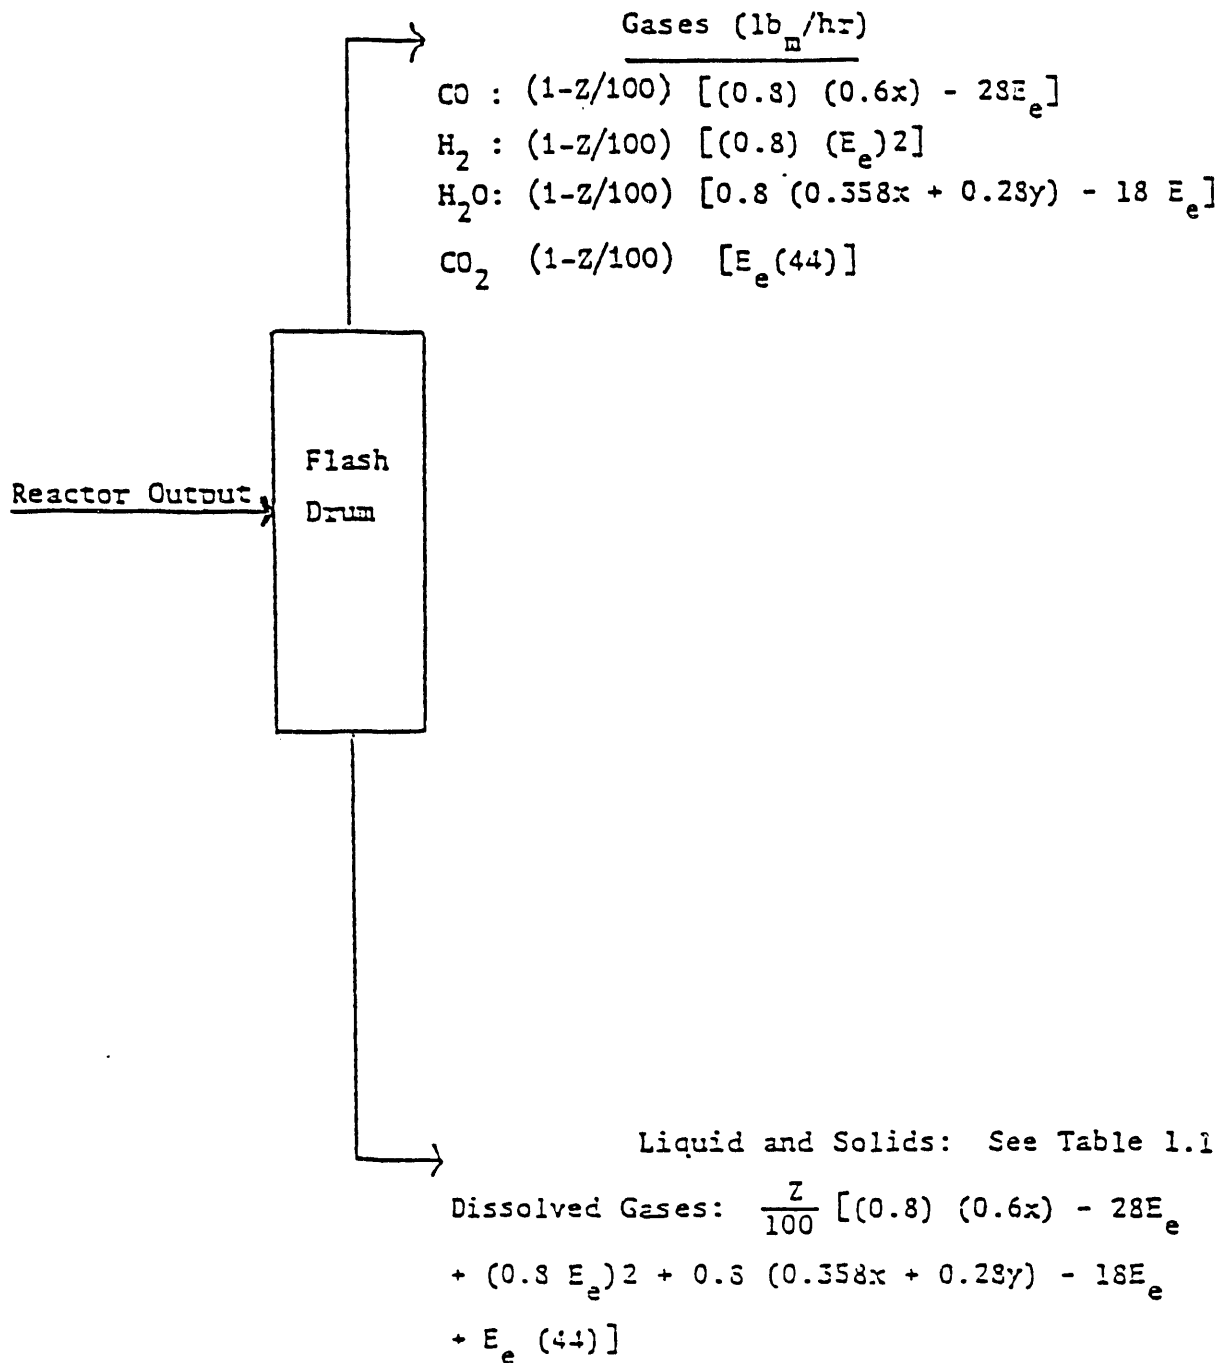 Gases (lb_m/hr)
CO : (1-Z/100) [(0.8) (0.6x) - 28E_e]
H_2 : (1-Z/100) [(0.8) (E_e)2]
H_2O: (1-Z/100) [0.8 (0.358x + 0.28y) - 18 E_e]
CO_2 (1-Z/100) [E_e(44)]
Flash
Drum
Reactor Output
Liquid and Solids: See Table 1.1
Dissolved Gases: Z/100 [(0.8) (0.6x) - 28E_e
+ (0.8 E_e)2 + 0.8 (0.358x + 0.28y) - 18E_e
+ E_e (44)]